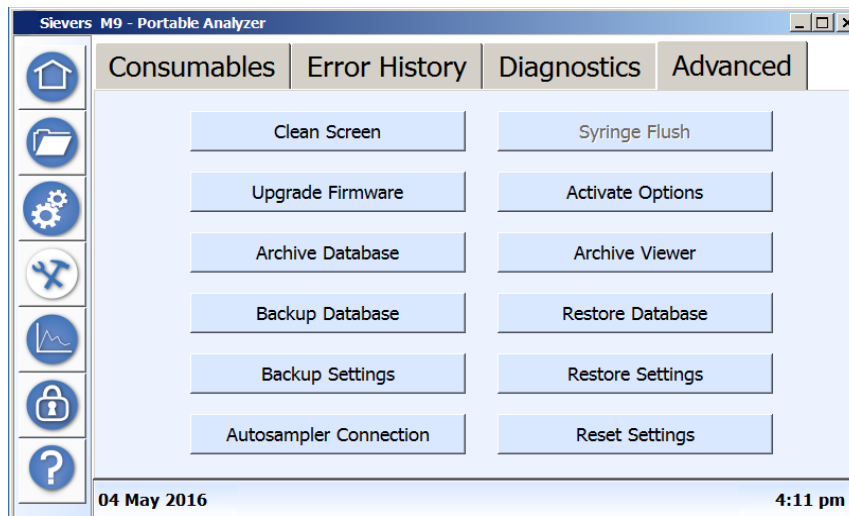 Sievers M9 - Portable Analyzer
Consumables Error History Diagnostics Advanced
Clean Screen Syringe Flush
Upgrade Firmware Activate Options
Archive Database Archive Viewer
Backup Database Restore Database
Backup Settings Restore Settings
Autosampler Connection Reset Settings
?
04 May 2016 4:11 pm